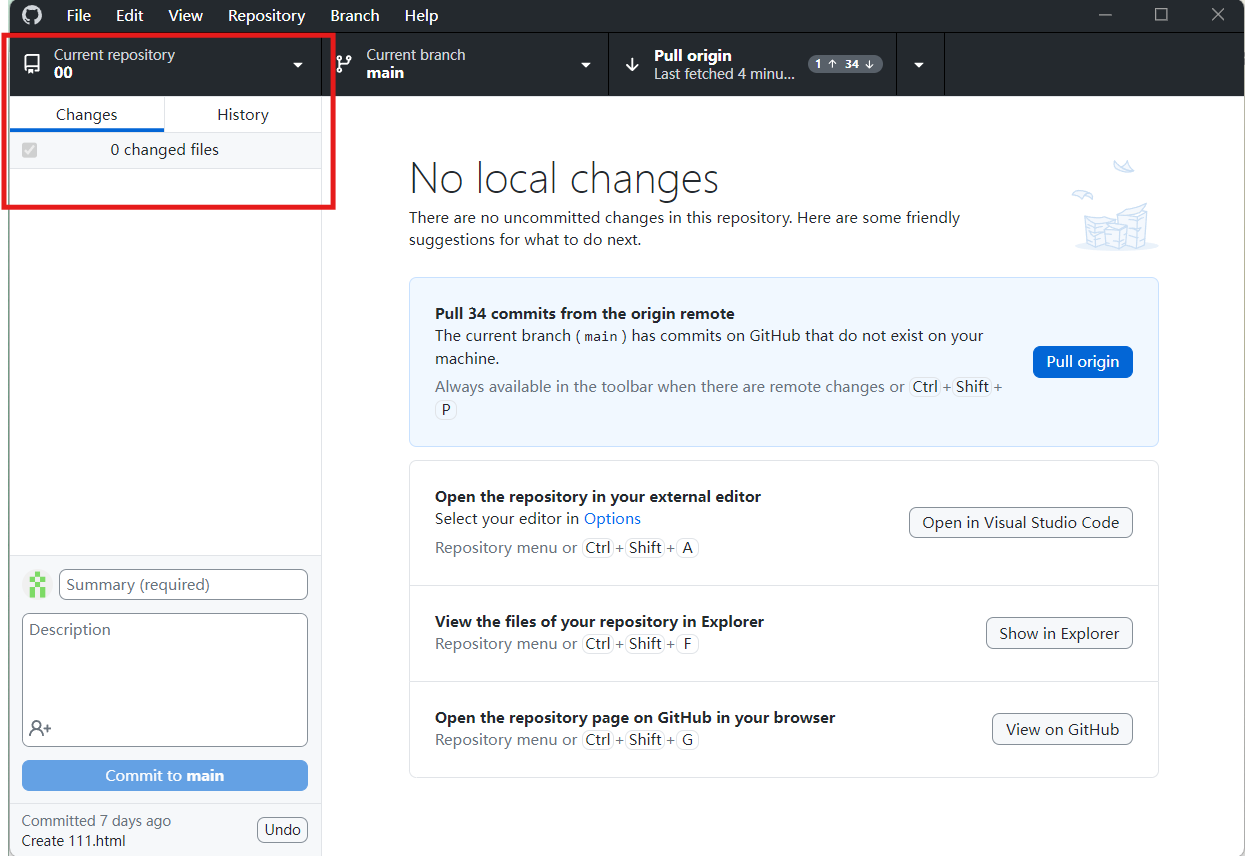 File Edit View Repository Branch Help
Current repository
00
Current branch
main
Pull origin
Last fetched 4 minu...
1 ↑ 34 ↓
Changes
History
0 changed files
No local changes
There are no uncommitted changes in this repository. Here are some friendly
suggestions for what to do next.
Pull 34 commits from the origin remote
The current branch ( main ) has commits on GitHub that do not exist on your
machine.
Always available in the toolbar when there are remote changes or Ctrl + Shift +
P
Pull origin
Open the repository in your external editor
Select your editor in Options
Repository menu or Ctrl + Shift + A
Open in Visual Studio Code
View the files of your repository in Explorer
Repository menu or Ctrl + Shift + F
Show in Explorer
Open the repository page on GitHub in your browser
Repository menu or Ctrl + Shift + G
View on GitHub
Summary (required)
Description
Commit to main
Committed 7 days ago
Create 111.html
Undo